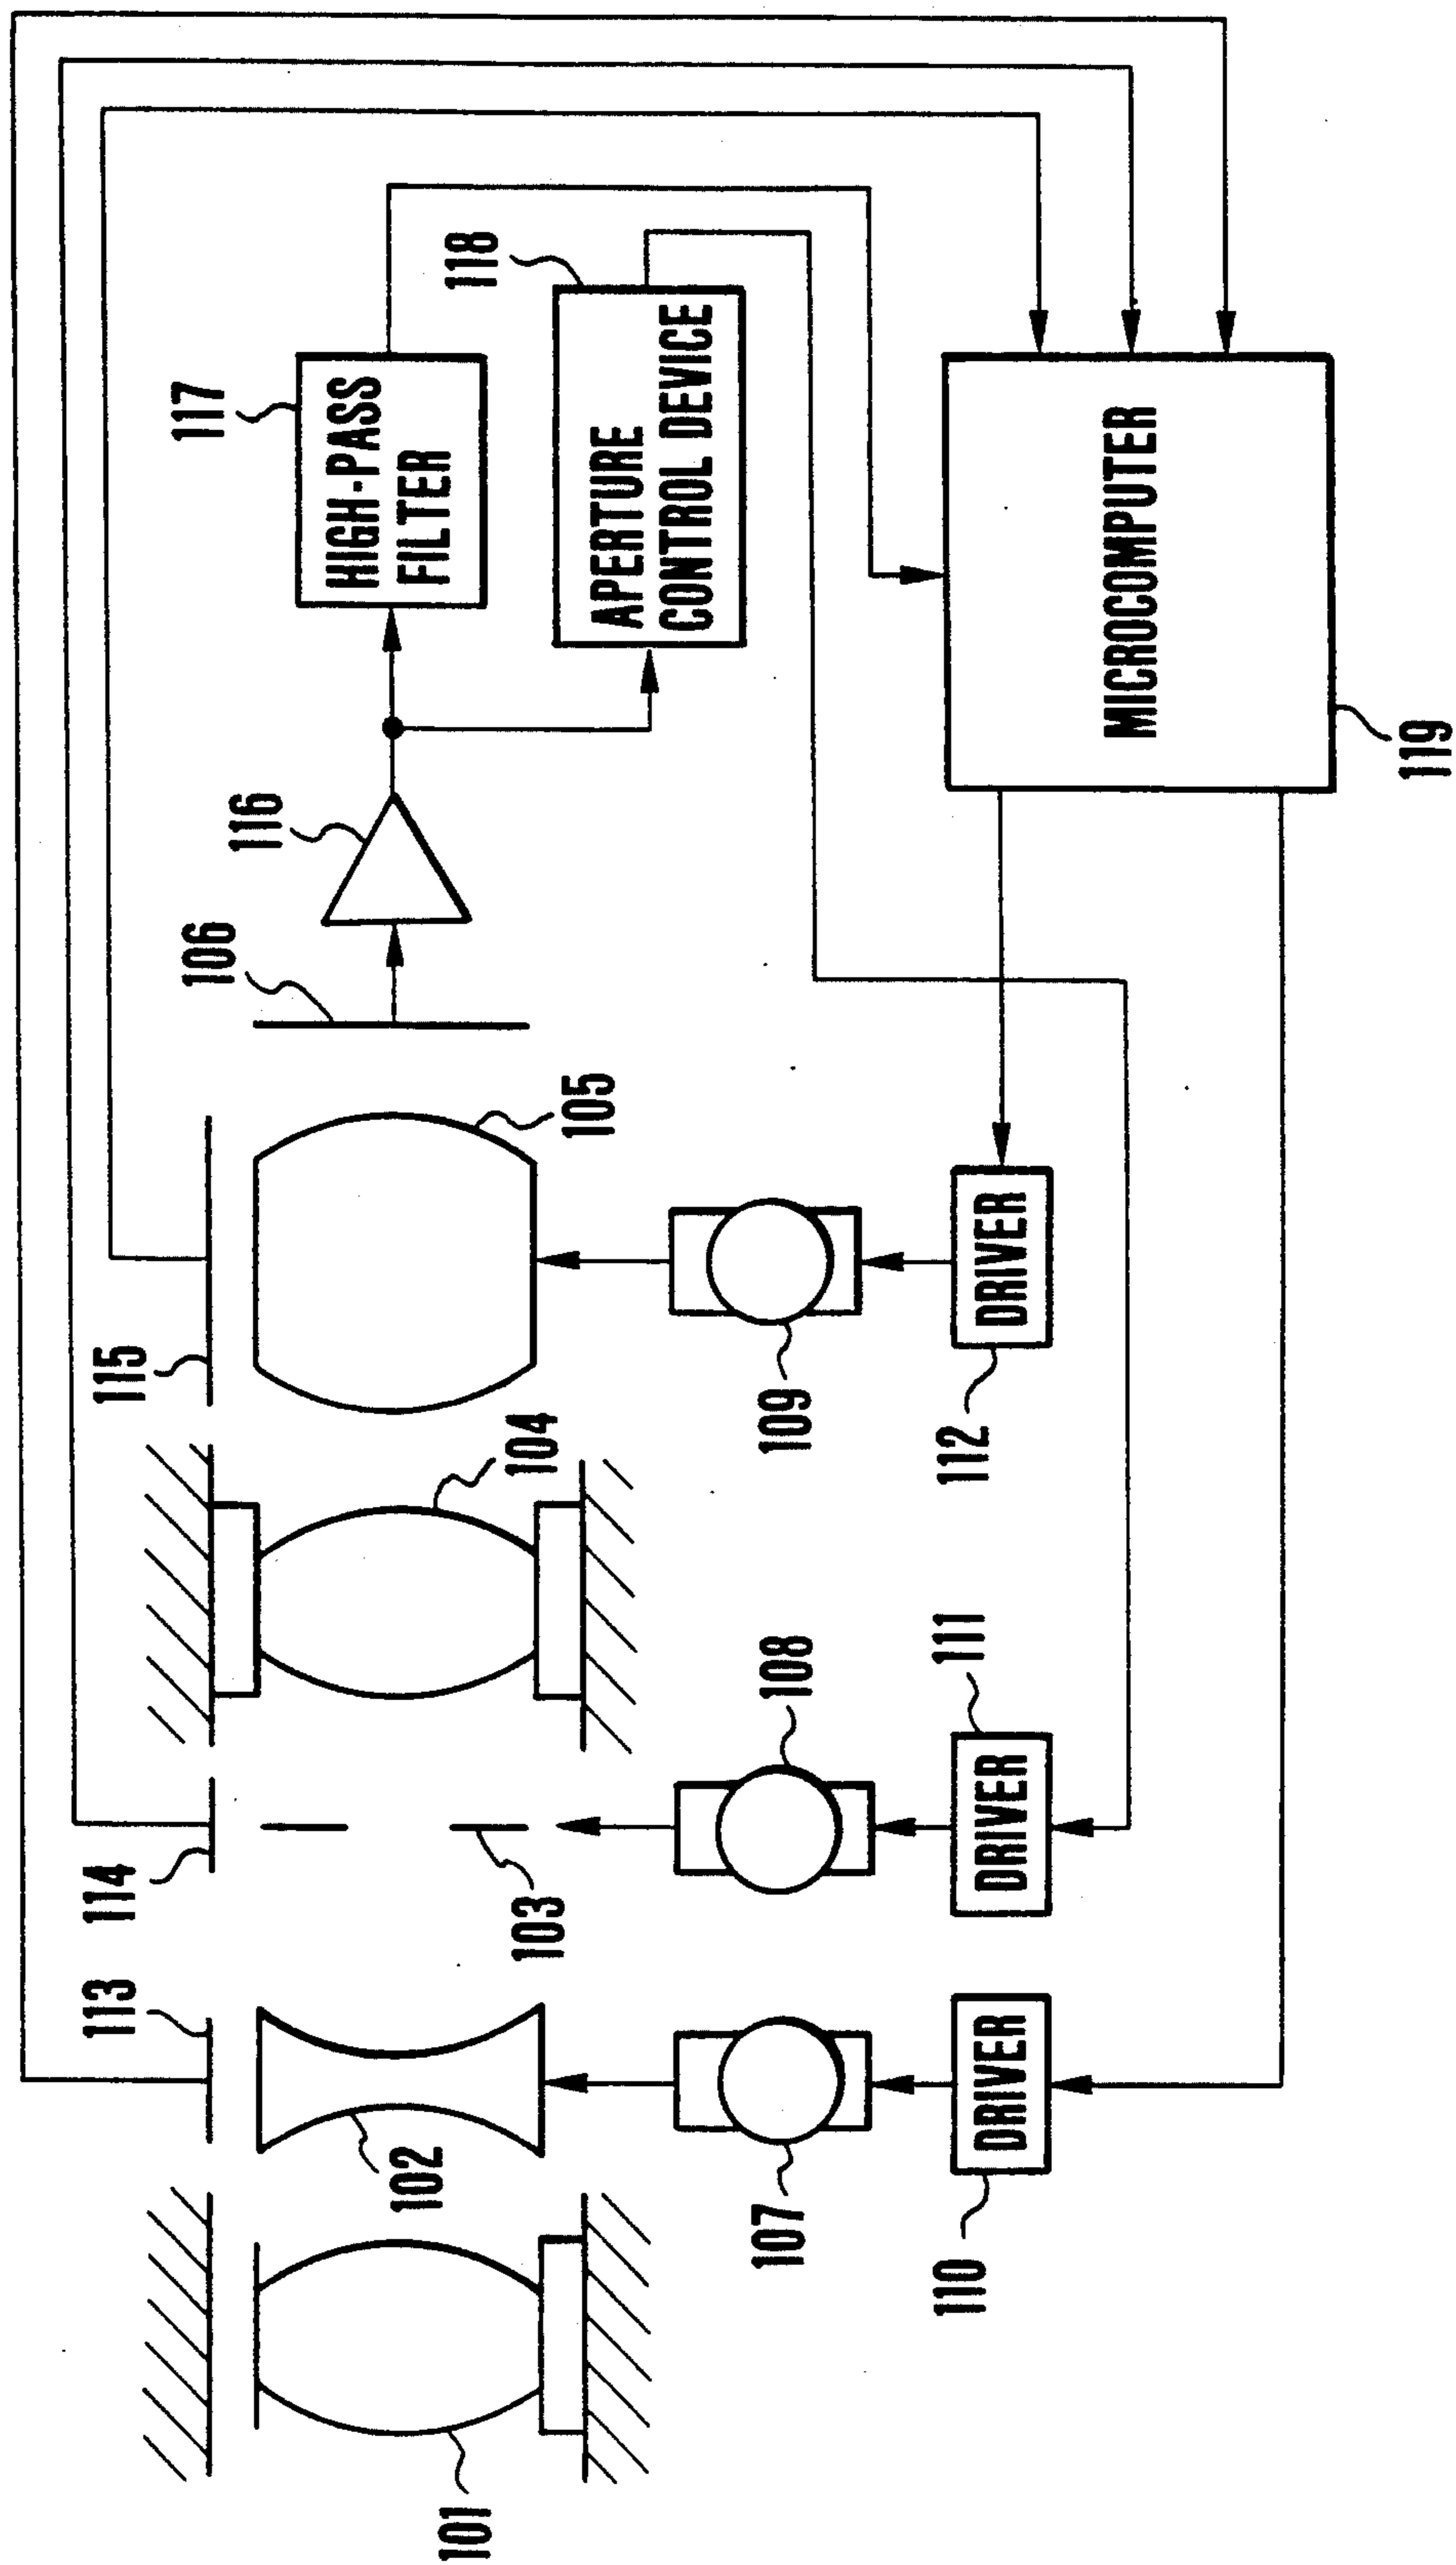 113
114
115
106
116
117
HIGH-PASS
FILTER
118
APERTURE
CONTROL DEVICE
101
102
103
104
105
107
108
109
110
DRIVER
111
DRIVER
112
DRIVER
MICROCOMPUTER
119